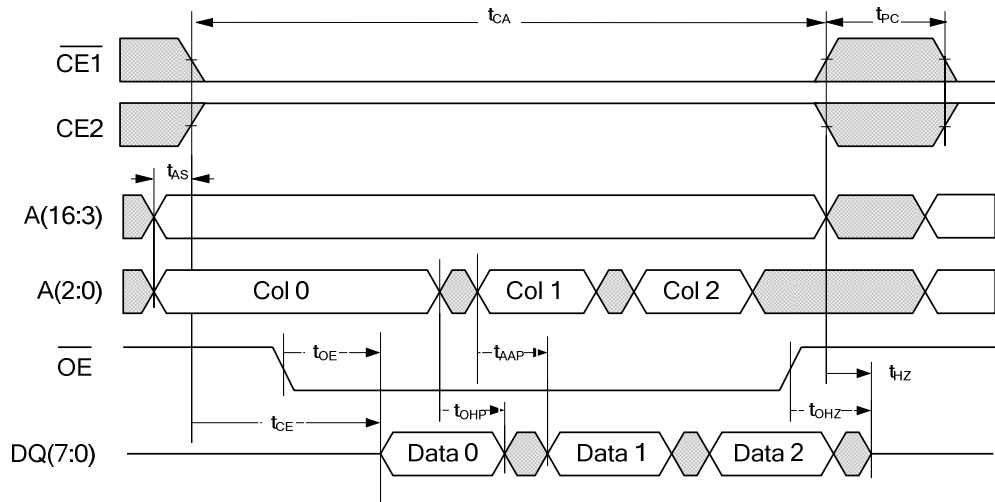 tCA
tPC
CE1
CE2
tAS
A(16:3)
A(2:0)
Col 0
Col 1
Col 2
OE
tOE
tAAP
tHZ
tCE
tOHP
tOHZ
DQ(7:0)
Data 0
Data 1
Data 2